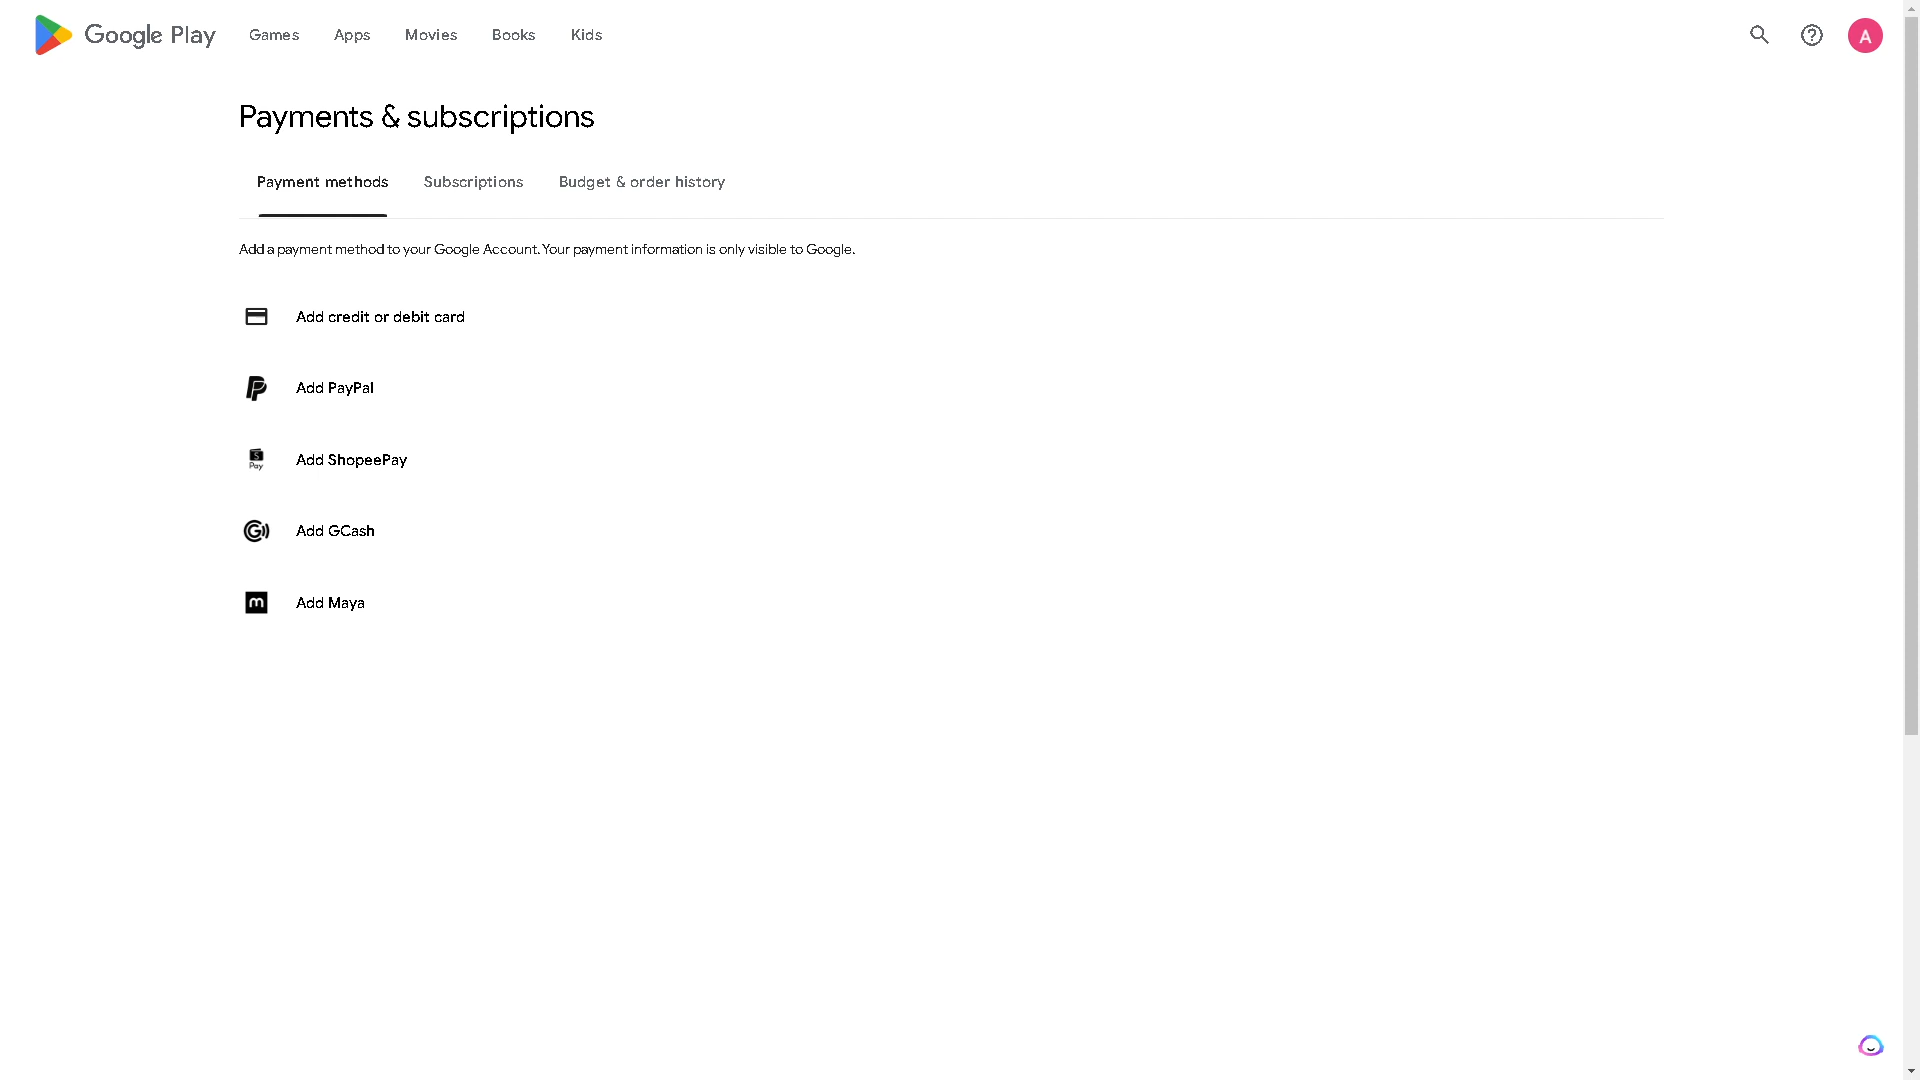 Google Play Games Apps Movies Books Kids A
Payments & subscriptions
Payment methods Subscriptions Budget & order history
Add a payment method to your Google Account. Your payment information is only visible to Google.
Add credit or debit card
Add PayPal
S
Pay
Add ShopeePay
Add GCash
m Add Maya